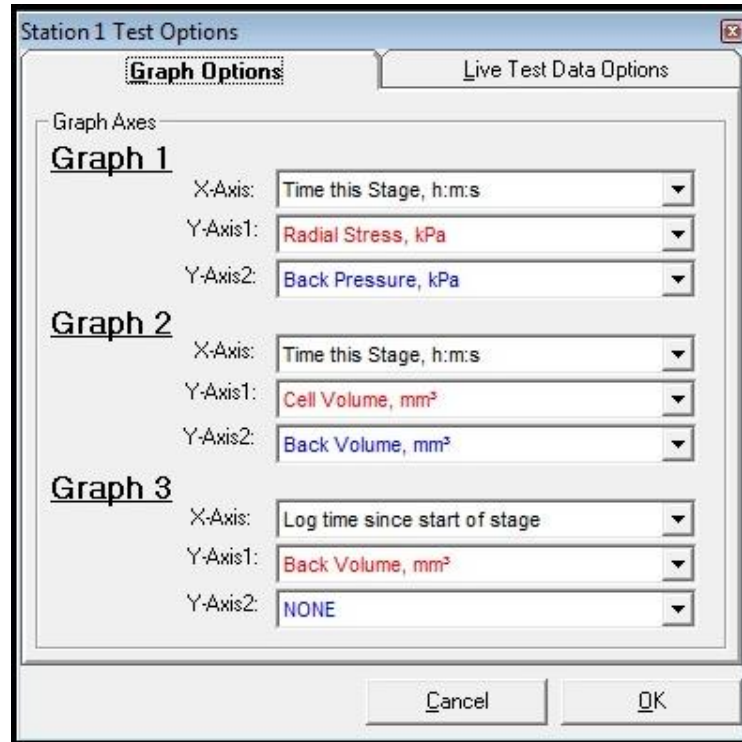 Station 1 Test Options
Graph Options
Live Test Data Options
Graph Axes
Graph 1
X-Axis: Time this Stage, h:m:s
Y-Axis1: Radial Stress, kPa
Y-Axis2: Back Pressure, kPa
Graph 2
X-Axis: Time this Stage, h:m:s
Y-Axis1: Cell Volume, mm³
Y-Axis2: Back Volume, mm³
Graph 3
X-Axis: Log time since start of stage
Y-Axis1: Back Volume, mm³
Y-Axis2: NONE
Cancel OK